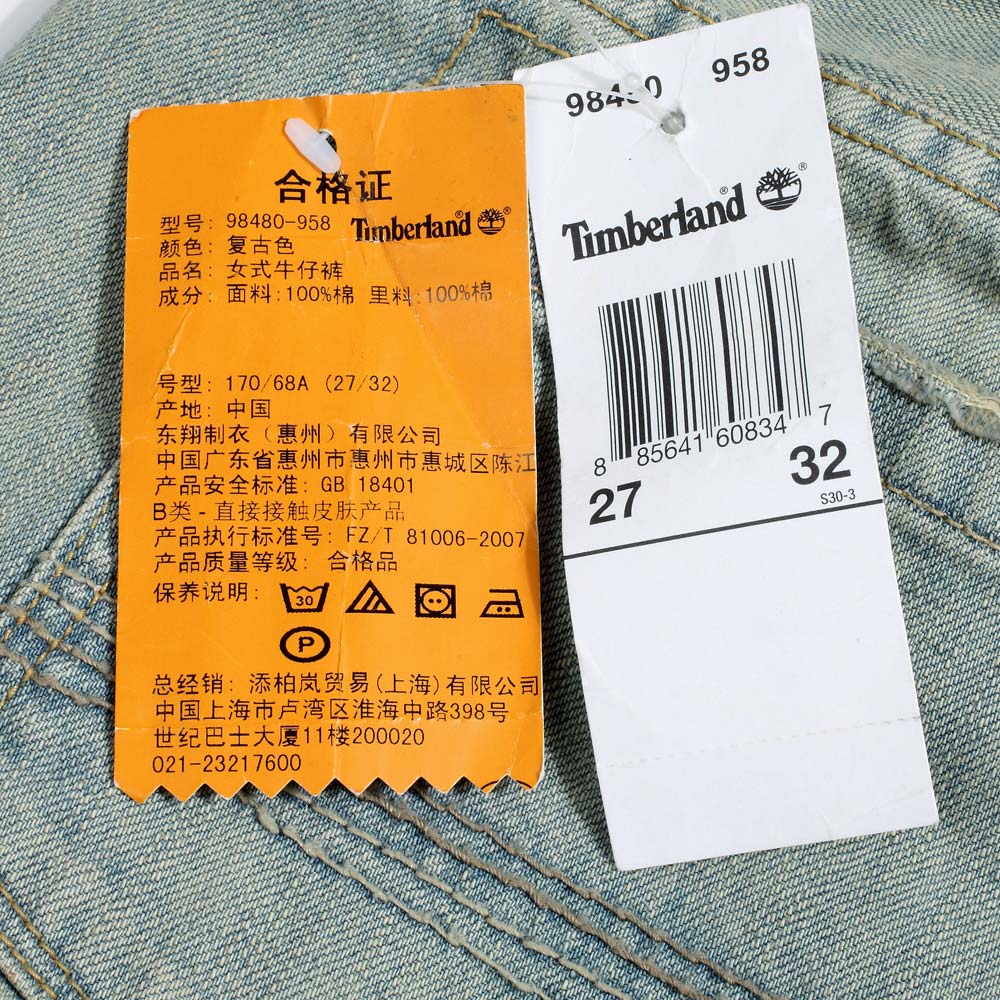 合格证
型号: 98480-958 Timberland®
颜色: 复古色
品名: 女式牛仔裤
成分: 面料:100%棉 里料:100%棉
号型: 170/68A (27/32)
产地: 中国
东翔制衣（惠州）有限公司
中国广东省惠州市惠州市惠城区陈江
产品安全标准: GB 18401
B类-直接接触皮肤产品
产品执行标准号: FZ/T 81006-2007
产品质量等级: 合格品
保养说明: 30
P
总经销: 添柏岚贸易(上海)有限公司
中国上海市卢湾区淮海中路398号
世纪巴士大厦11楼200020
021-23217600
98480 958
Timberland®
8 85641 60834 7
27 32
S30-3